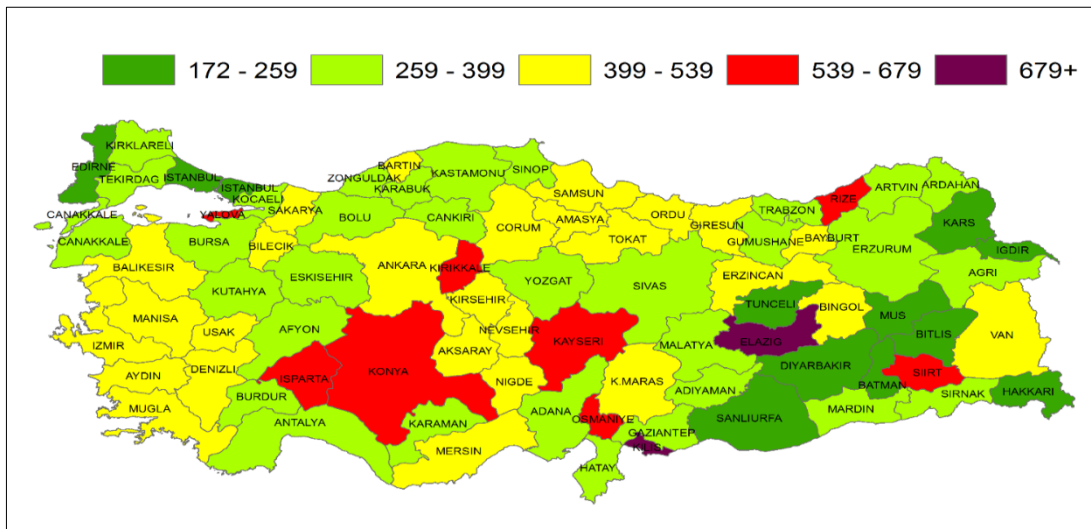 172 - 259 259 - 399 399 - 539 539 - 679 679+
KIRKLARELI
EDIRNE
TEKIRDAG
ISTANBUL
ISTANBUL
KOCAELI
CANAKKALE
YALOVA
SAKARYA
CANAKKALE
BURSA
BILECIK
BALIKESIR
KUTAHYA
ESKISEHIR
MANISA
USAK
AFYON
IZMIR
AYDIN
DENIZLI
ISPARTA
BURDUR
MUGLA
ANTALYA
ZONGULDAK
BARTIN
KARABUK
KASTAMONU
SINOP
BOLU
CANKIRI
SAMSUN
CORUM
AMASYA
ORDU
TOKAT
GIRESUN
ANKARA
KIRIKKALE
YOZGAT
SIVAS
KIRSEHIR
NEVSEHIR
KAYSERI
AKSARAY
KONYA
NIGDE
KARAMAN
MERSIN
ADANA
K.MARAS
OSMANIYE
GAZIANTEP
KILIS
HATAY
MALATYA
ADIYAMAN
SANLIURFA
TRABZON
RIZE
ARTVIN
ARDAHAN
GUMUSHANE
BAYBURT
ERZURUM
KARS
IGDIR
AGRI
ERZINCAN
TUNCELI
BINGOL
ELAZIG
MUS
BITLIS
VAN
DIYARBAKIR
BATMAN
SIIRT
MARDIN
SIRNAK
HAKKARI